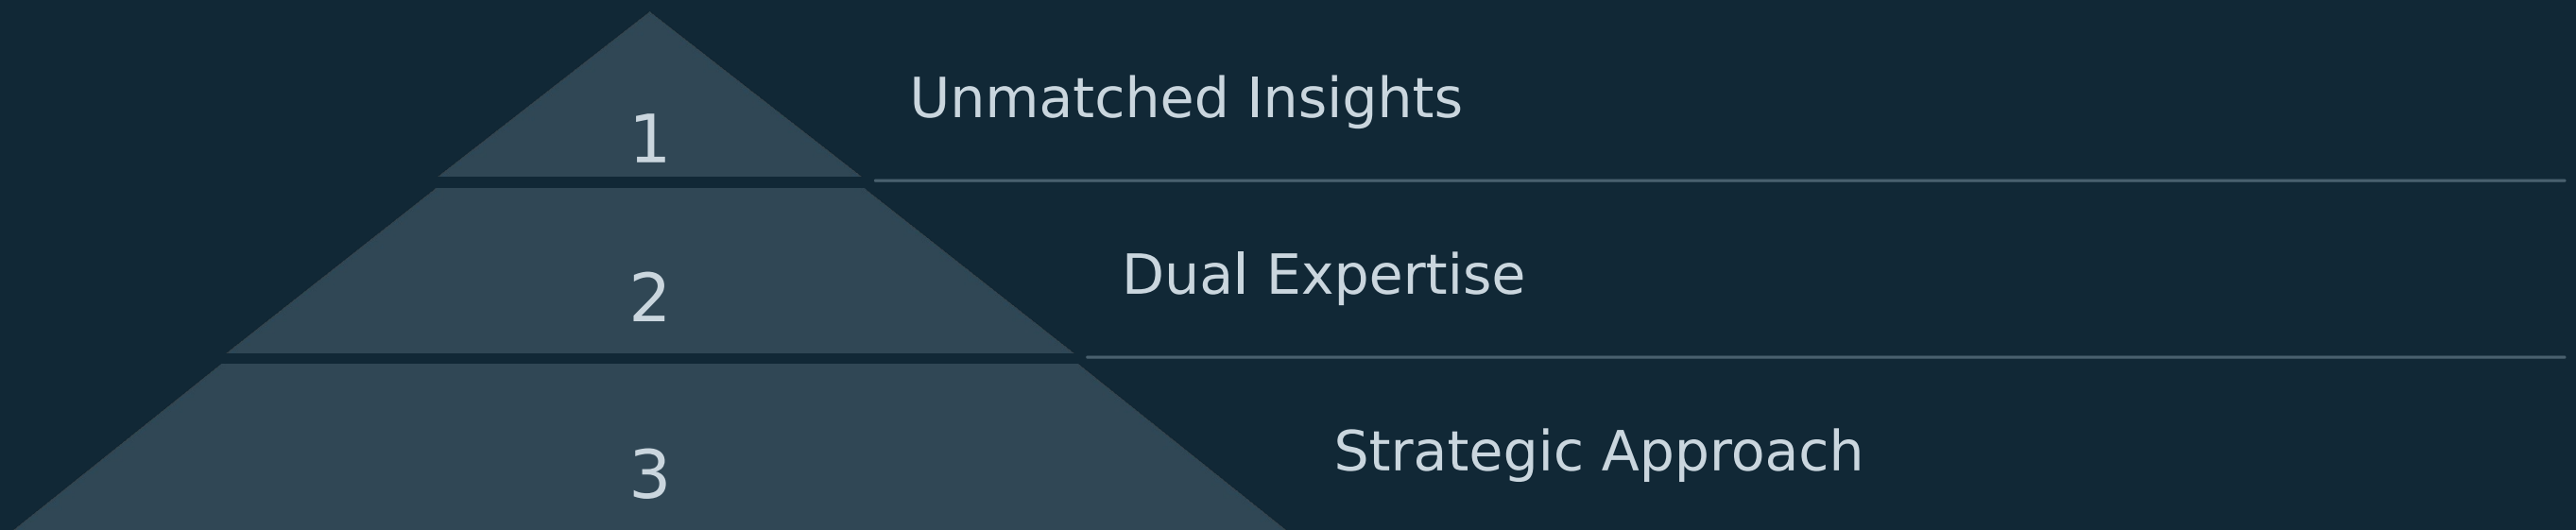 1
Unmatched Insights
2
Dual Expertise
3
Strategic Approach